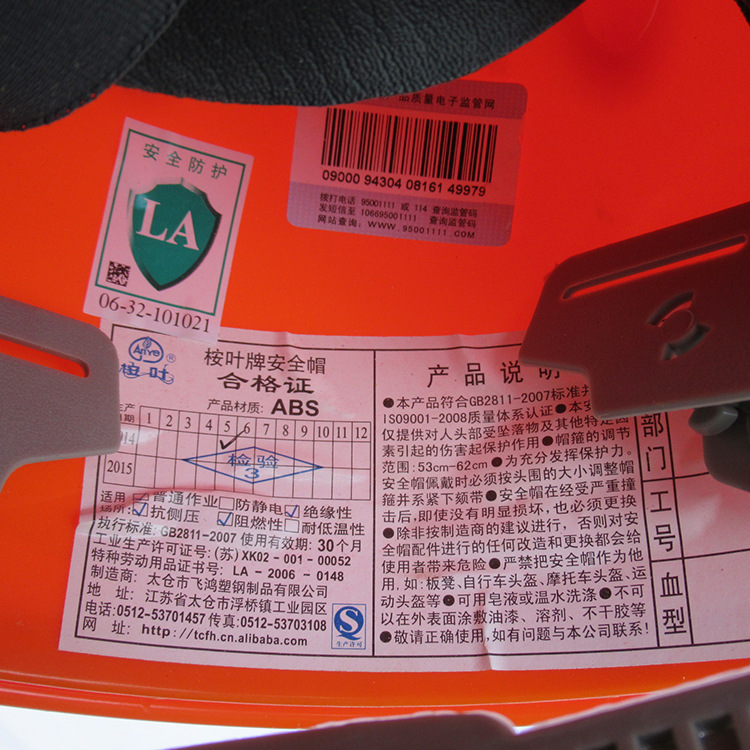 品质量电子监管网
09000 94304 08161 49979
拨打电话 95001111 或 114 查询监管码
发短信至 106695001111 查询监管码
网站查询: WWW.95001111.COM
安全防护
LA
06-32-101021
AnYe ®
桉叶
桉叶牌安全帽
合格证
产品材质: ABS
生产日期 1 2 3 4 5 6 7 8 9 10 11 12
2015
检验
3
适用场所: 普通作业 防静电 绝缘性
抗侧压 阻燃性 耐低温性
执行标准: GB2811-2007 使用有效期: 30个月
工业生产许可证号: (苏) XK02-001-00052
特种劳动用品证书号: LA-2006-0148
制造商: 太仓市飞鸿塑钢制品有限公司
地址: 江苏省太仓市浮桥镇工业园区
电话: 0512-53701457 传真: 0512-53703108
网址: http://tcfh.cn.alibaba.com
QS
生产许可
产品说明
●本产品符合GB2811-2007标准并
ISO9001-2008质量体系认证●本安
仅提供对人头部受坠落物及其他特定因
素引起的伤害起保护作用●帽箍的调节
范围: 53cm-62cm●为充分发挥保护力。
安全帽佩戴时必须按头围的大小调整帽
箍并系紧下颏带●安全帽在经受严重撞
击后,即使没有明显损坏,也必须更换
●除非按制造商的建议进行,否则对安
全帽配件进行的任何改造和更换都会给
使用者带来危险●严禁把安全帽作为他
用,如:板凳、自行车头盔、摩托车头盔、运
动头盔等●可用皂液或温水洗涤●不可
以在外表面涂敷油漆、溶剂、不干胶等
●敬请正确使用,如有问题与本公司联系!
部门
工号
血型